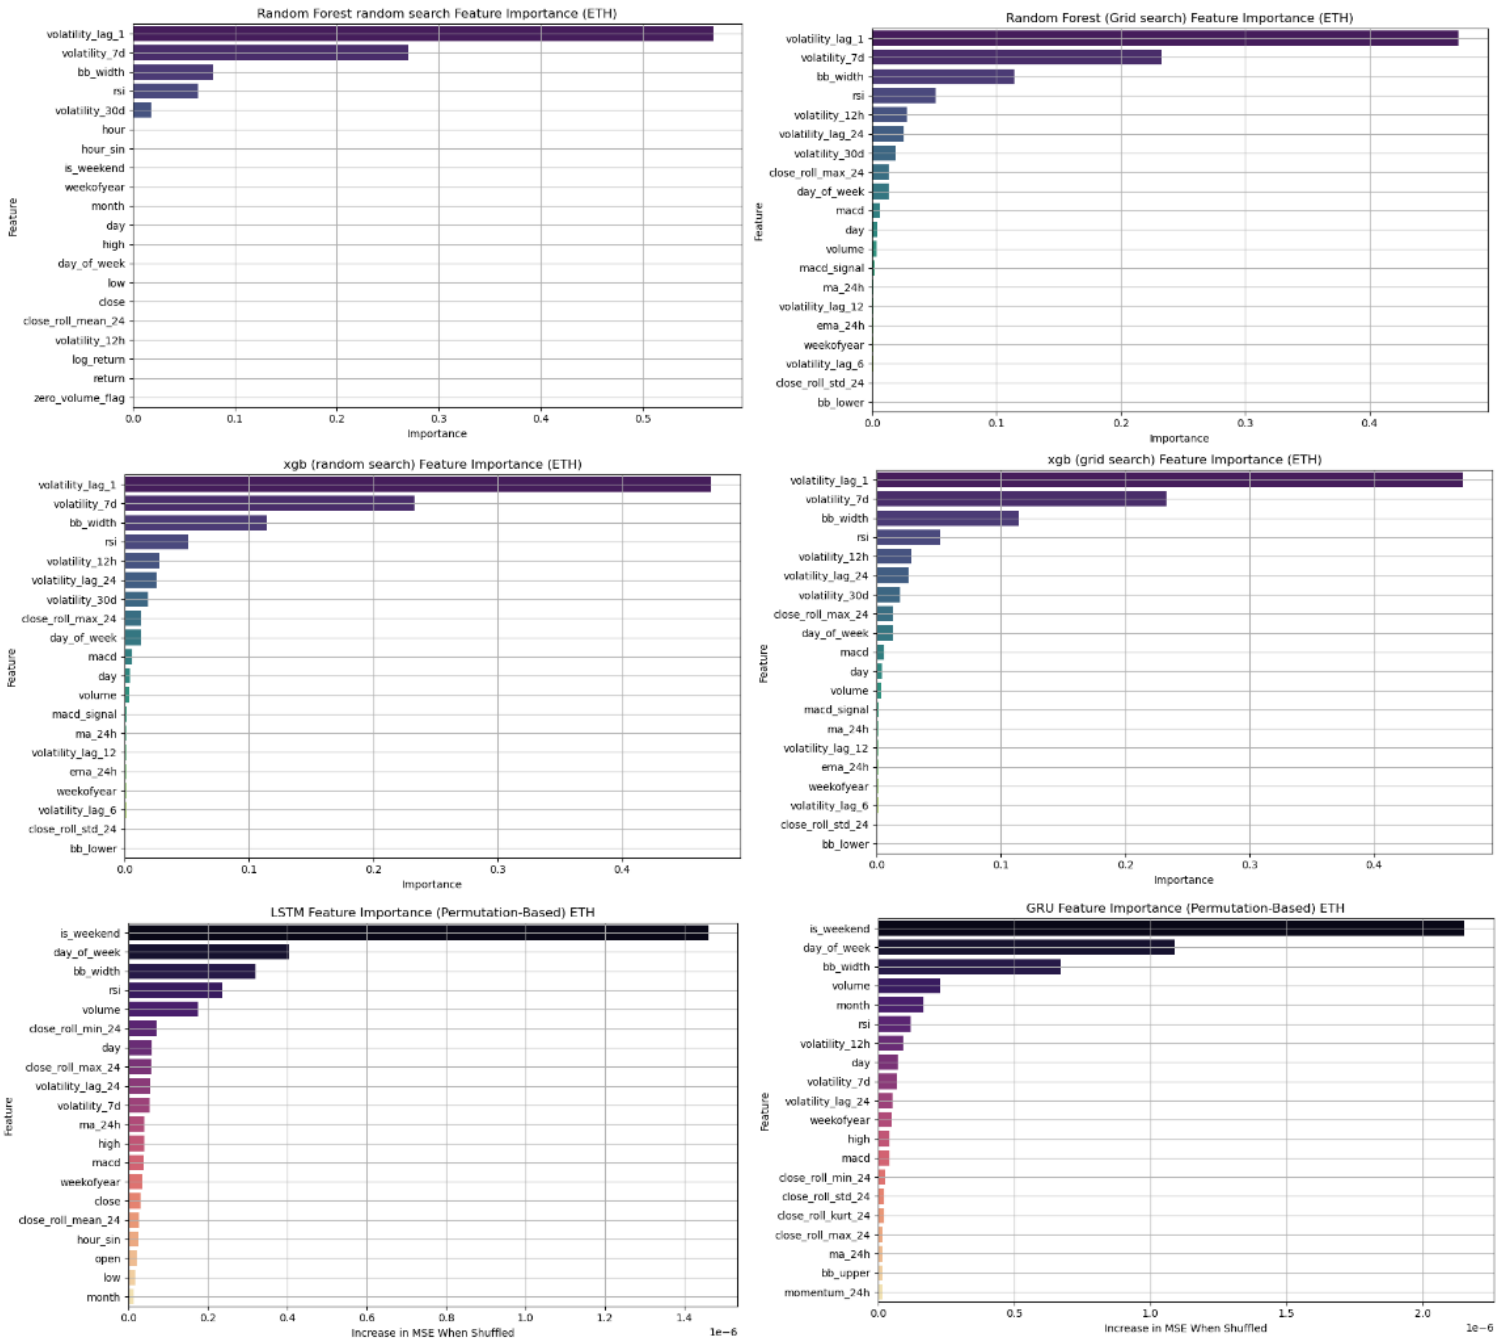 Random Forest random search Feature Importance (ETH)
volatility_lag_1
volatility_7d
bb_width
rsi
volatility_30d
hour
hour_sin
is_weekend
weekofyear
month
day
high
day_of_week
low
close
close_roll_mean_24
volatility_12h
log_return
return
zero_volume_flag
Feature
0.0 0.1 0.2 0.3 0.4 0.5
Importance
Random Forest (Grid search) Feature Importance (ETH)
volatility_lag_1
volatility_7d
bb_width
rsi
volatility_12h
volatility_lag_24
volatility_30d
close_roll_max_24
day_of_week
macd
day
volume
macd_signal
ma_24h
volatility_lag_12
ema_24h
weekofyear
volatility_lag_6
close_roll_std_24
bb_lower
Feature
0.0 0.1 0.2 0.3 0.4
Importance
xgb (random search) Feature Importance (ETH)
volatility_lag_1
volatility_7d
bb_width
rsi
volatility_12h
volatility_lag_24
volatility_30d
close_roll_max_24
day_of_week
macd
day
volume
macd_signal
ma_24h
volatility_lag_12
ema_24h
weekofyear
volatility_lag_6
close_roll_std_24
bb_lower
Feature
0.0 0.1 0.2 0.3 0.4
Importance
xgb (grid search) Feature Importance (ETH)
volatility_lag_1
volatility_7d
bb_width
rsi
volatility_12h
volatility_lag_24
volatility_30d
close_roll_max_24
day_of_week
macd
day
volume
macd_signal
ma_24h
volatility_lag_12
ema_24h
weekofyear
volatility_lag_6
close_roll_std_24
bb_lower
Feature
0.0 0.1 0.2 0.3 0.4
Importance
LSTM Feature Importance (Permutation-Based) ETH
is_weekend
day_of_week
bb_width
rsi
volume
close_roll_min_24
day
close_roll_max_24
volatility_lag_24
volatility_7d
ma_24h
high
macd
weekofyear
close
close_roll_mean_24
hour_sin
open
low
month
Feature
0.0 0.2 0.4 0.6 0.8 1.0 1.2 1.4
Increase in MSE When Shuffled
1e−6
GRU Feature Importance (Permutation-Based) ETH
is_weekend
day_of_week
bb_width
volume
month
rsi
volatility_12h
day
volatility_7d
volatility_lag_24
weekofyear
high
macd
close_roll_min_24
close_roll_std_24
close_roll_kurt_24
close_roll_max_24
ma_24h
bb_upper
momentum_24h
Feature
0.0 0.5 1.0 1.5 2.0
Increase in MSE When Shuffled
1e−6